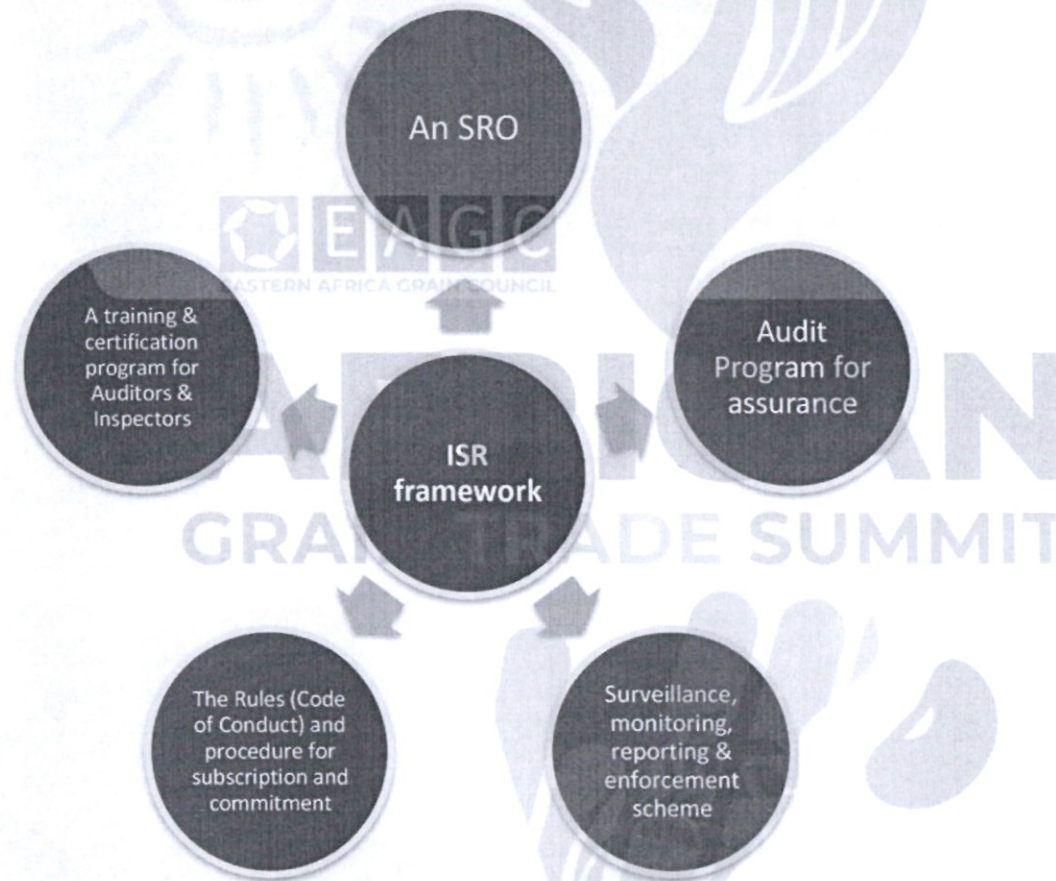 An SRO
EAGC
EASTERN AFRICA GRAIN COUNCIL
A training &
certification
program for
Auditors &
Inspectors
Audit
Program for
assurance
ISR
framework
AFRICAN
GRAIN TRADE SUMMIT
The Rules (Code
of Conduct) and
procedure for
subscription and
commitment
Surveillance,
monitoring,
reporting &
enforcement
scheme